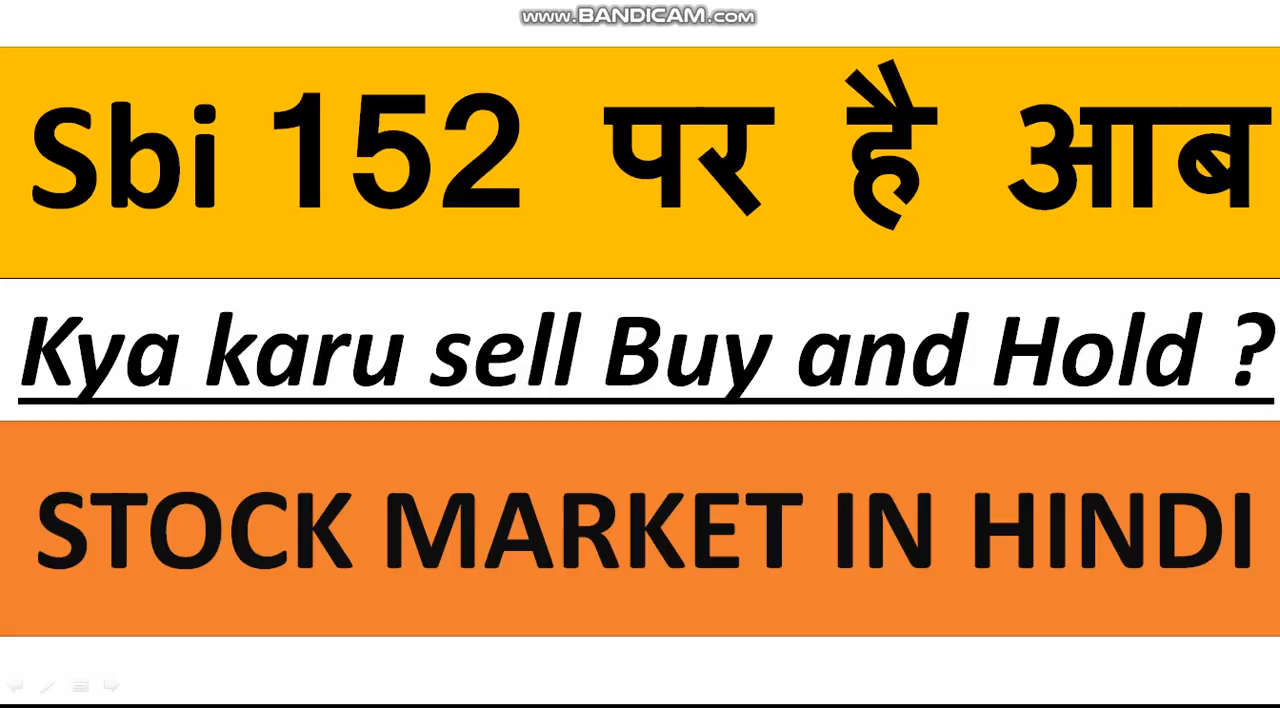 www.BANDICAM.com
Sbi 152 पर है आब
Kya karu sell Buy and Hold ?
STOCK MARKET IN HINDI